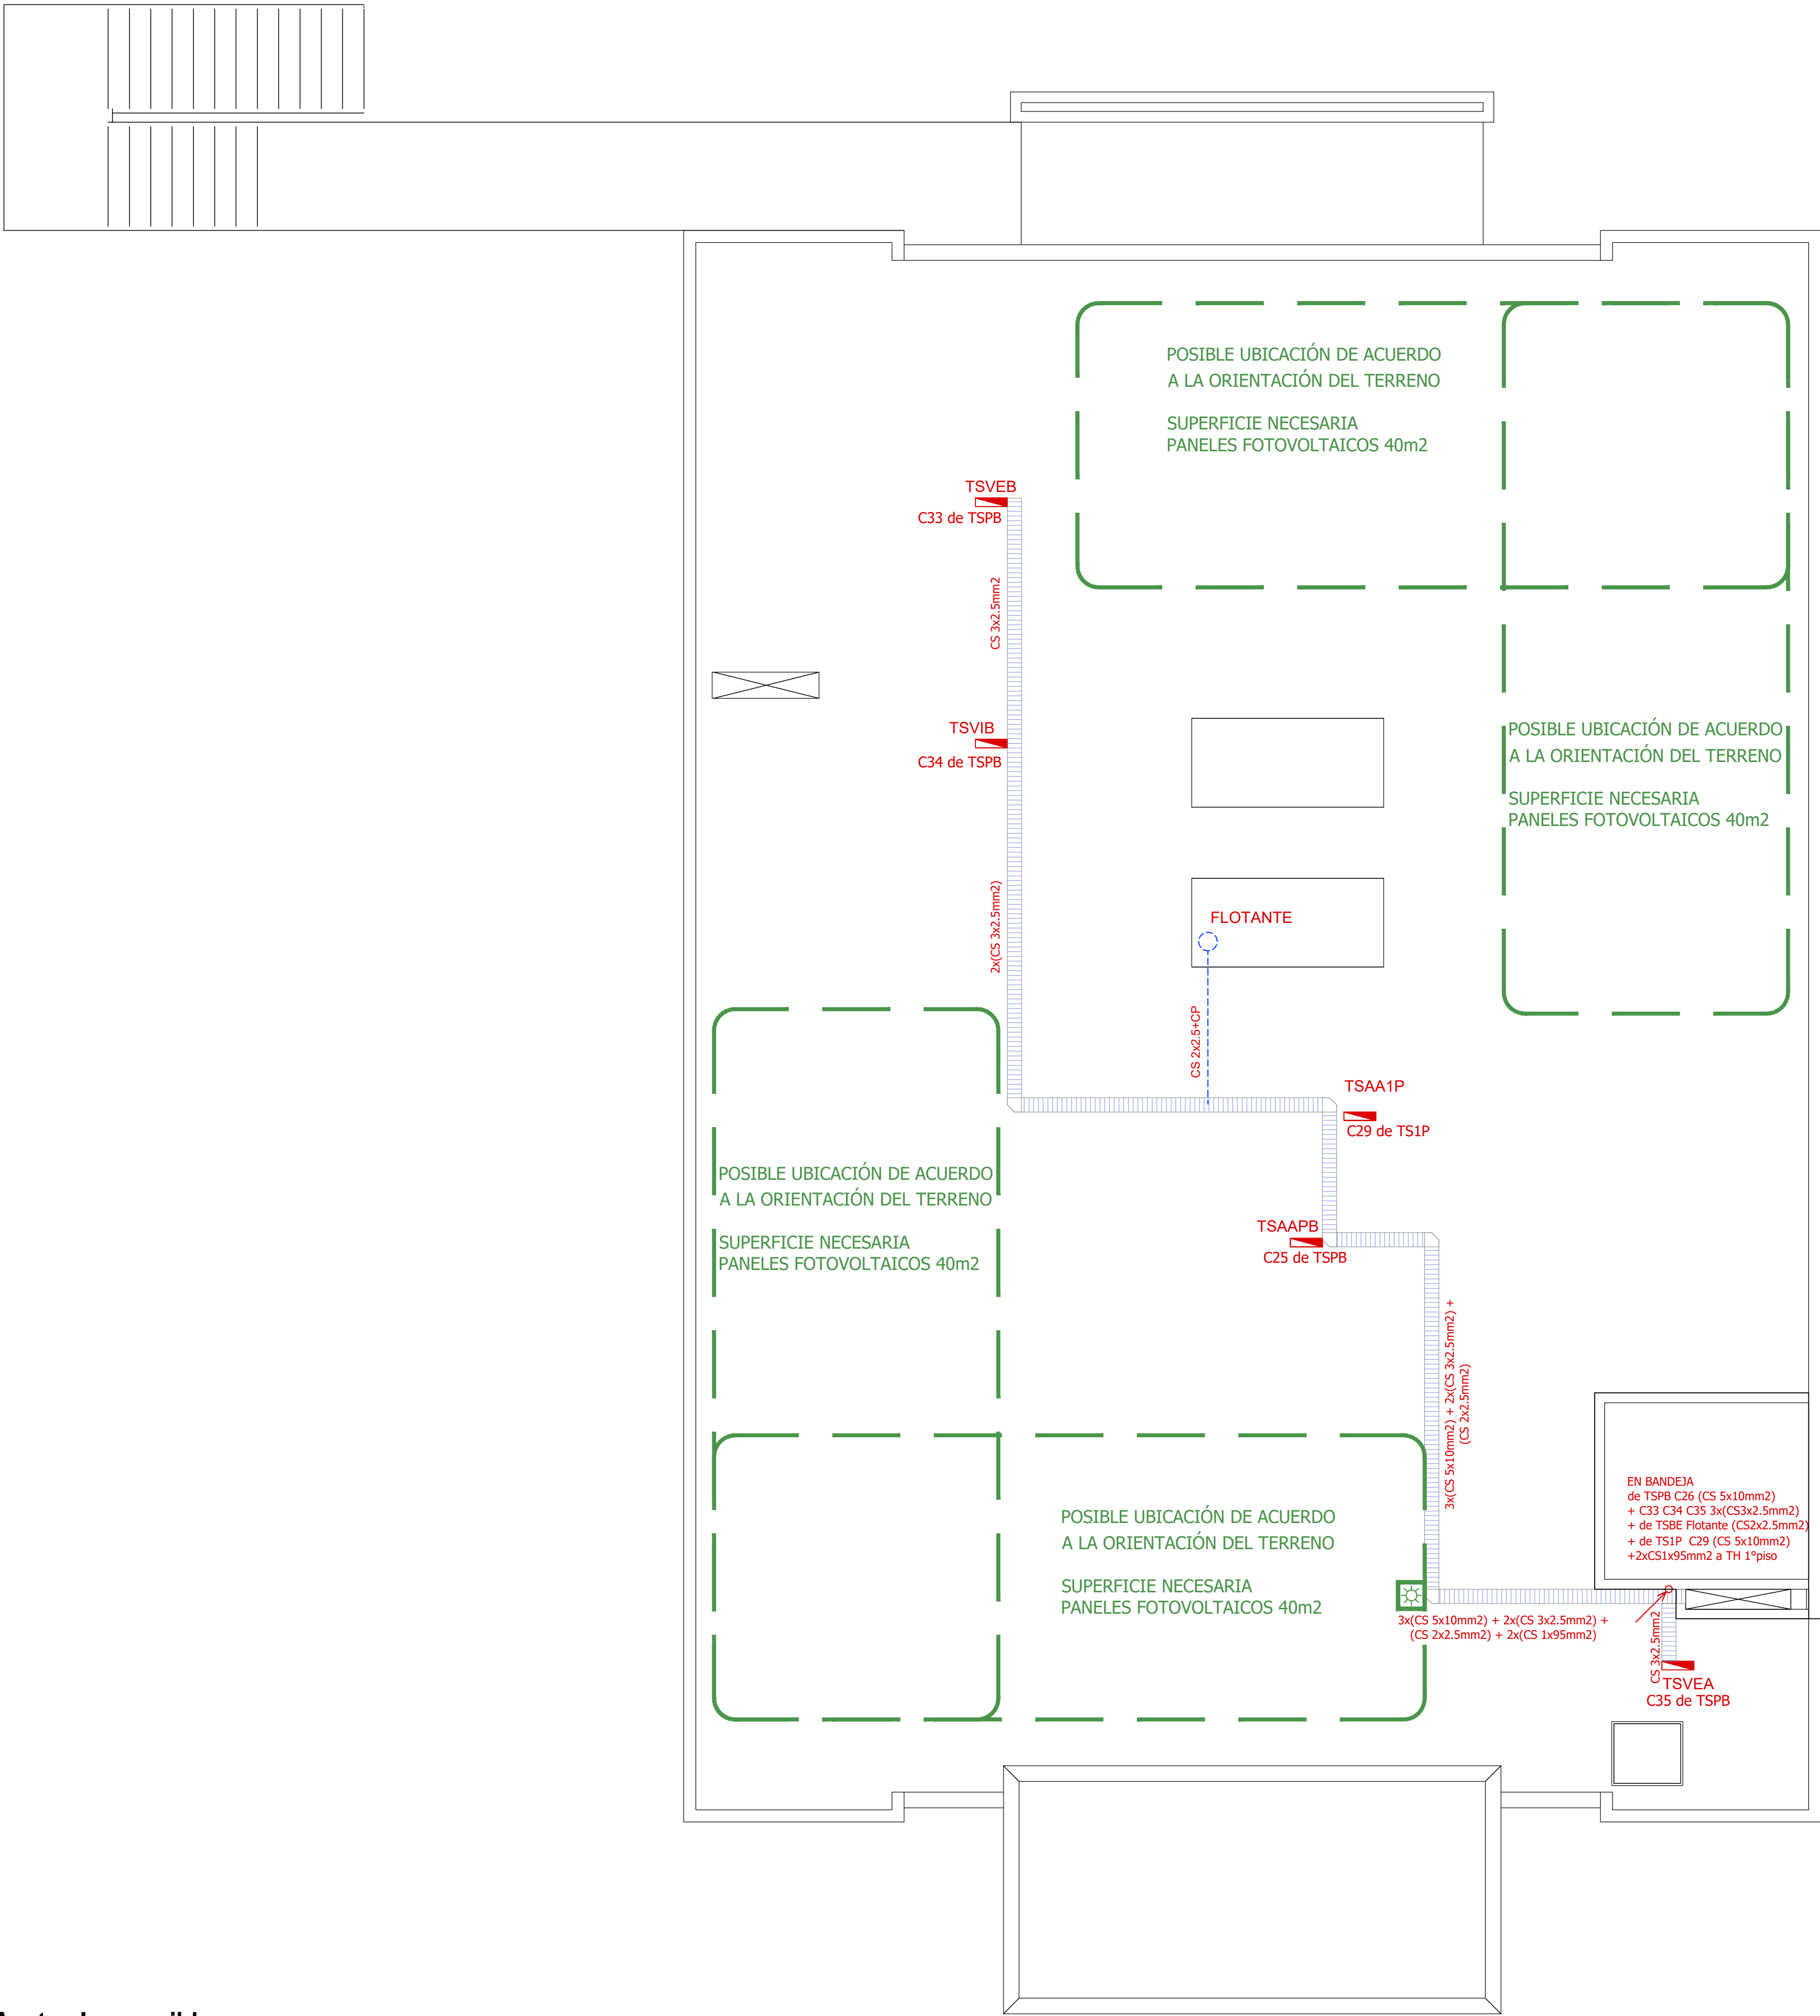 POSIBLE UBICACIÓN DE ACUERDO
A LA ORIENTACIÓN DEL TERRENO
SUPERFICIE NECESARIA
PANELES FOTOVOLTAICOS 40m2
TSVEB
C33 de TSPB
CS 3x2.5mm2
TSVIB
C34 de TSPB
POSIBLE UBICACIÓN DE ACUERDO
A LA ORIENTACIÓN DEL TERRENO
SUPERFICIE NECESARIA
PANELES FOTOVOLTAICOS 40m2
2x(CS 3x2.5mm2)
FLOTANTE
CS 2x2.5+CP
TSAA1P
C29 de TS1P
POSIBLE UBICACIÓN DE ACUERDO
A LA ORIENTACIÓN DEL TERRENO
SUPERFICIE NECESARIA
PANELES FOTOVOLTAICOS 40m2
TSAAPB
C25 de TSPB
3x(CS 5x10mm2) + 2x(CS 3x2.5mm2) +
(CS 2x2.5mm2)
EN BANDEJA
de TSPB C26 (CS 5x10mm2)
+ C33 C34 C35 3x(CS3x2.5mm2)
+ de TSBE Flotante (CS2x2.5mm2)
+ de TS1P C29 (CS 5x10mm2)
+2xCS1x95mm2 a TH 1°piso
POSIBLE UBICACIÓN DE ACUERDO
A LA ORIENTACIÓN DEL TERRENO
SUPERFICIE NECESARIA
PANELES FOTOVOLTAICOS 40m2
3x(CS 5x10mm2) + 2x(CS 3x2.5mm2) +
(CS 2x2.5mm2) + 2x(CS 1x95mm2)
CS 3x2.5mm2
TSVEA
C35 de TSPB